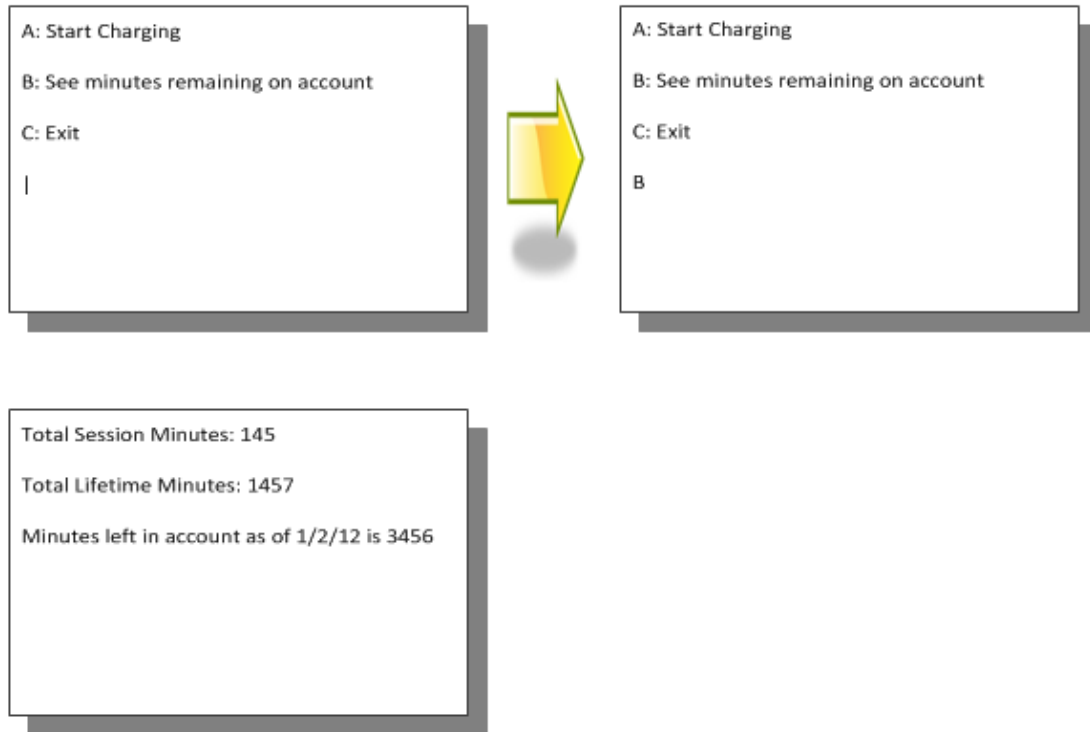 A: Start Charging
B: See minutes remaining on account
C: Exit
A: Start Charging
B: See minutes remaining on account
C: Exit
B
Total Session Minutes: 145
Total Lifetime Minutes: 1457
Minutes left in account as of 1/2/12 is 3456